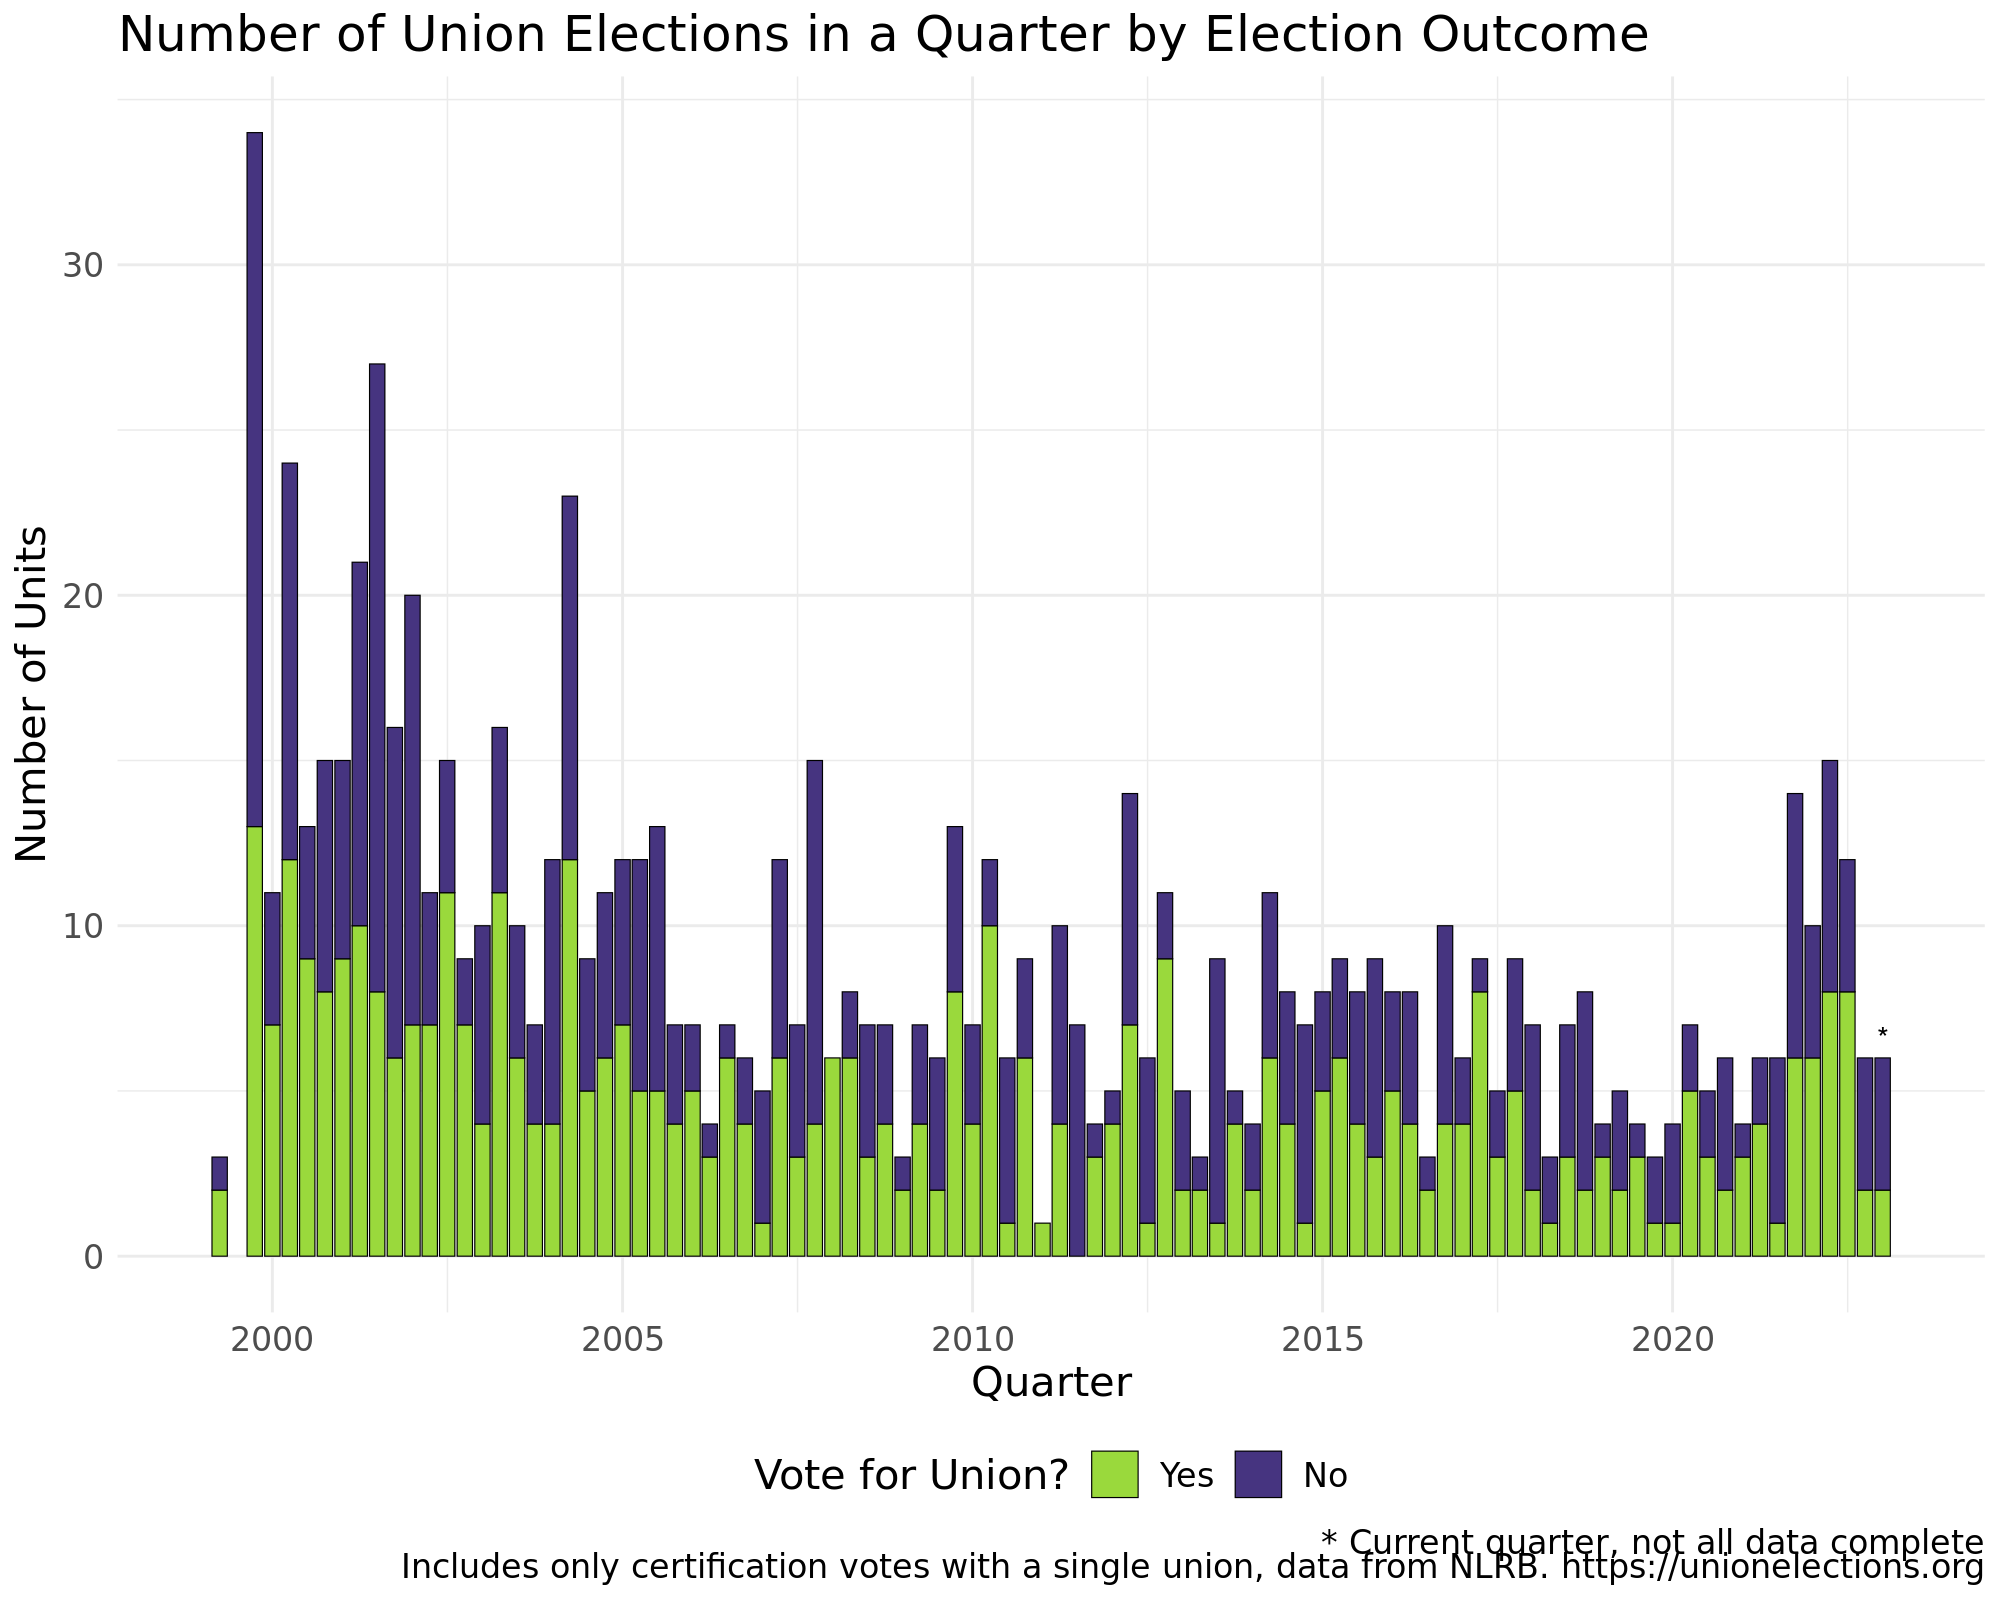 Number of Union Elections in a Quarter by Election Outcome
Number of Units
30
20
10
0
*
2000 2005 2010 2015 2020
Quarter
Vote for Union? Yes No
* Current quarter, not all data complete
Includes only certification votes with a single union, data from NLRB. https://unionelections.org